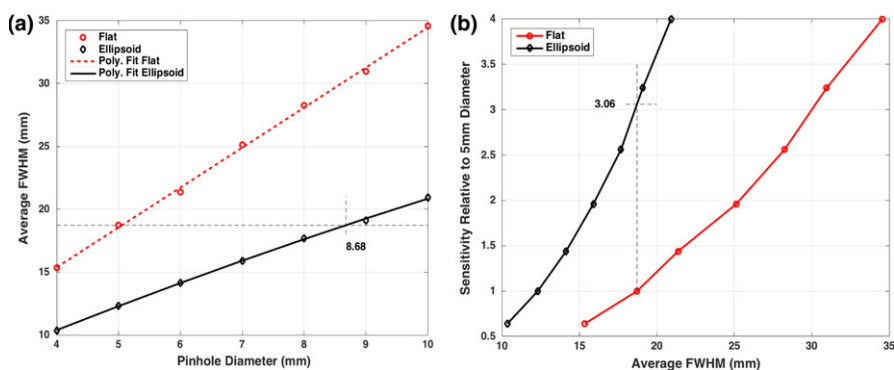 (a)
35
30
25
20
15
10
Average FWHM (mm)
Flat
Ellipsoid
Poly. Fit Flat
Poly. Fit Ellipsoid
8.68
4 5 6 7 8 9 10
Pinhole Diameter (mm)
(b)
4
3.5
3
2.5
2
1.5
1
0.5
Sensitivity Relative to 5mm Diameter
Flat
Ellipsoid
3.06
10 15 20 25 30 35
Average FWHM (mm)